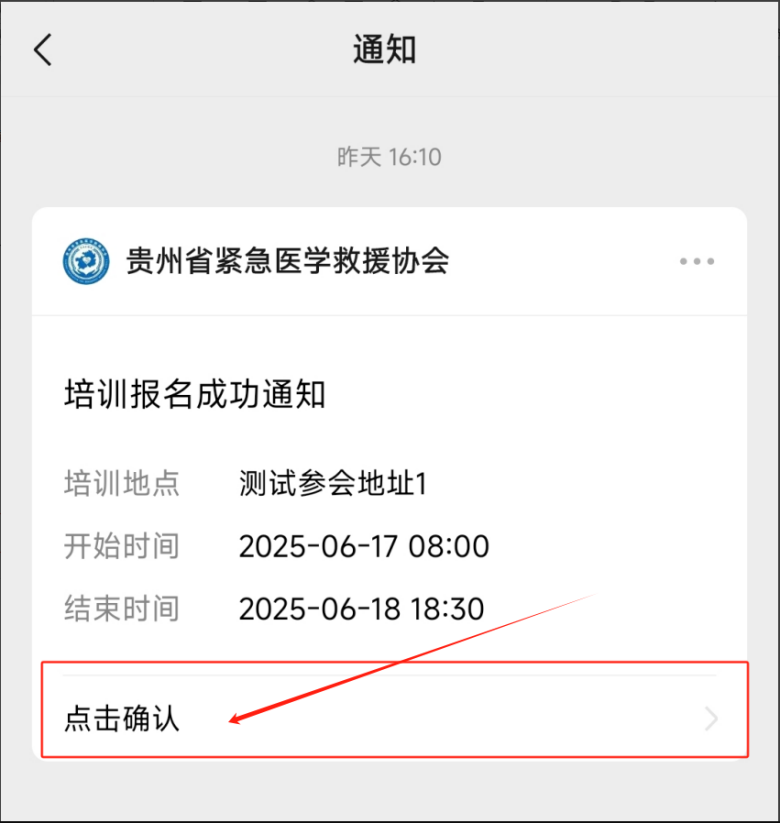 通知
昨天 16:10
贵州省紧急医学救援协会
培训报名成功通知
培训地点 测试参会地址1
开始时间 2025-06-17 08:00
结束时间 2025-06-18 18:30
点击确认